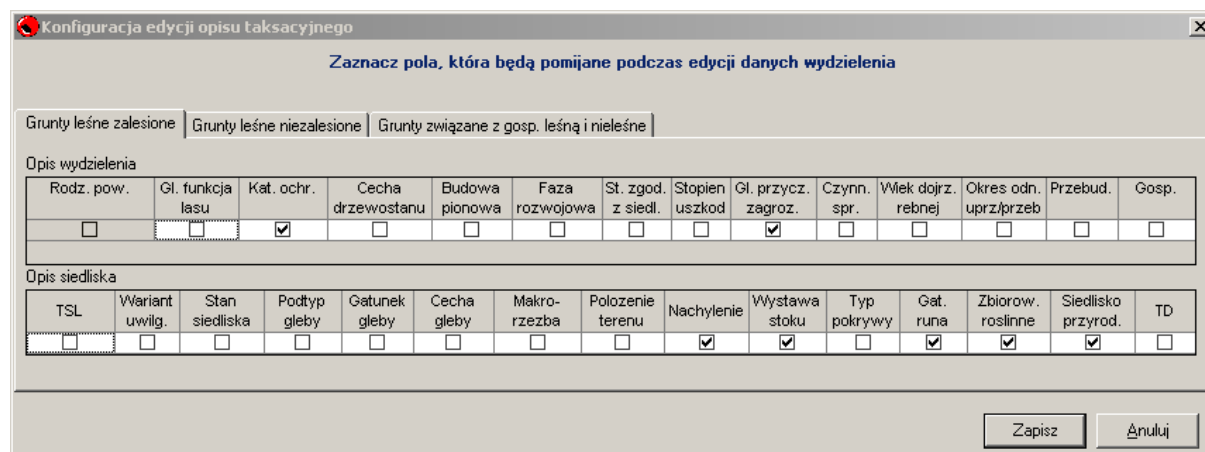 Konfiguracja edycji opisu taksacyjnego
Zaznacz pola, która będą pomijane podczas edycji danych wydzielenia
Grunty leśne zalesione Grunty leśne niezalesione Grunty związane z gosp. leśną i nieleśne
Opis wydzielenia
Rodz. pow. Gl. funkcja lasu Kat. ochr. Cecha drzewostanu Budowa pionowa Faza rozwojowa St. zgod. z siedl. Stopien uszkod Gl. przycz. zagroz. Czynn. spr. Wiek dojrz. rebnej Okres odn. uprz/przeb Przebud. Gosp.
Opis siedliska
TSL Wariant uwilg. Stan siedliska Podtyp gleby Gatunek gleby Cecha gleby Makro-rzezba Polozenie terenu Nachylenie Wystawa stoku Typ pokrywy Gat. runa Zbiorow. roslinne Siedlisko przyrod. TD
Zapisz Anuluj